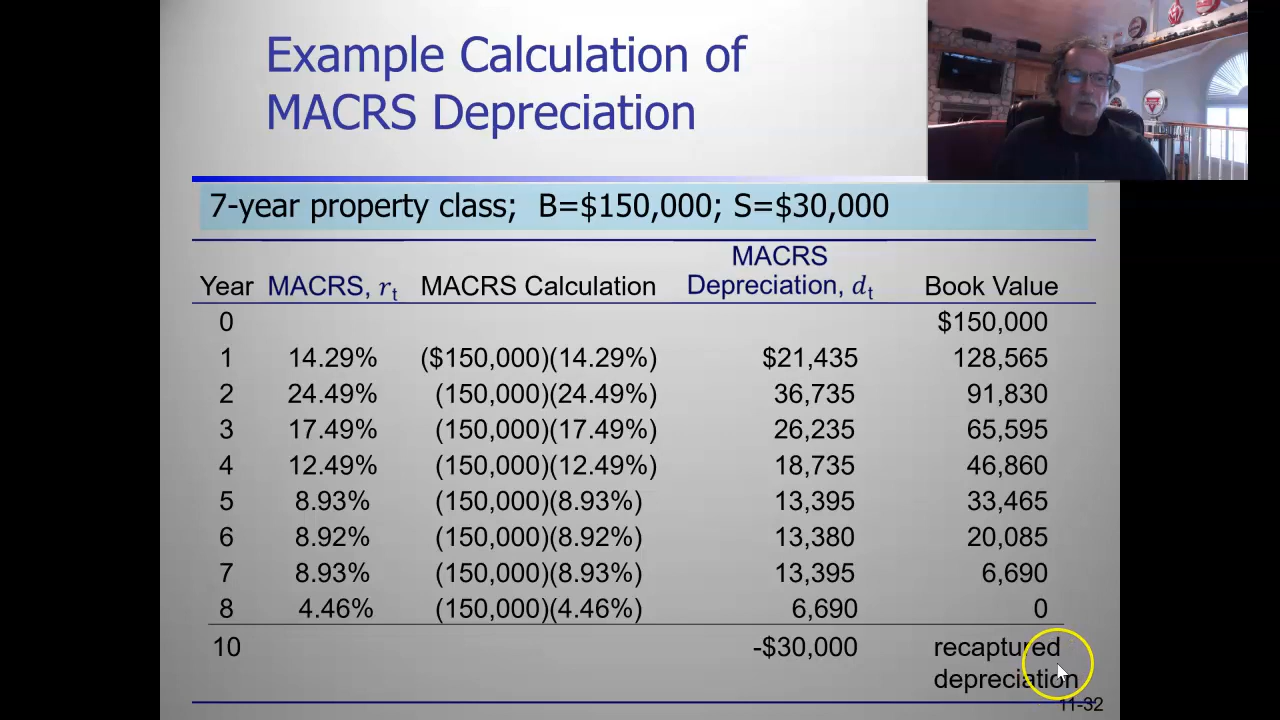 Example Calculation of
MACRS Depreciation
7-year property class; B=$150,000; S=$30,000
MACRS
Year MACRS, rt MACRS Calculation Depreciation, dt Book Value
0 $150,000
1 14.29% ($150,000)(14.29%) $21,435 128,565
2 24.49% (150,000)(24.49%) 36,735 91,830
3 17.49% (150,000)(17.49%) 26,235 65,595
4 12.49% (150,000)(12.49%) 18,735 46,860
5 8.93% (150,000)(8.93%) 13,395 33,465
6 8.92% (150,000)(8.92%) 13,380 20,085
7 8.93% (150,000)(8.93%) 13,395 6,690
8 4.46% (150,000)(4.46%) 6,690 0
10 -$30,000 recaptured
depreciation
11-32